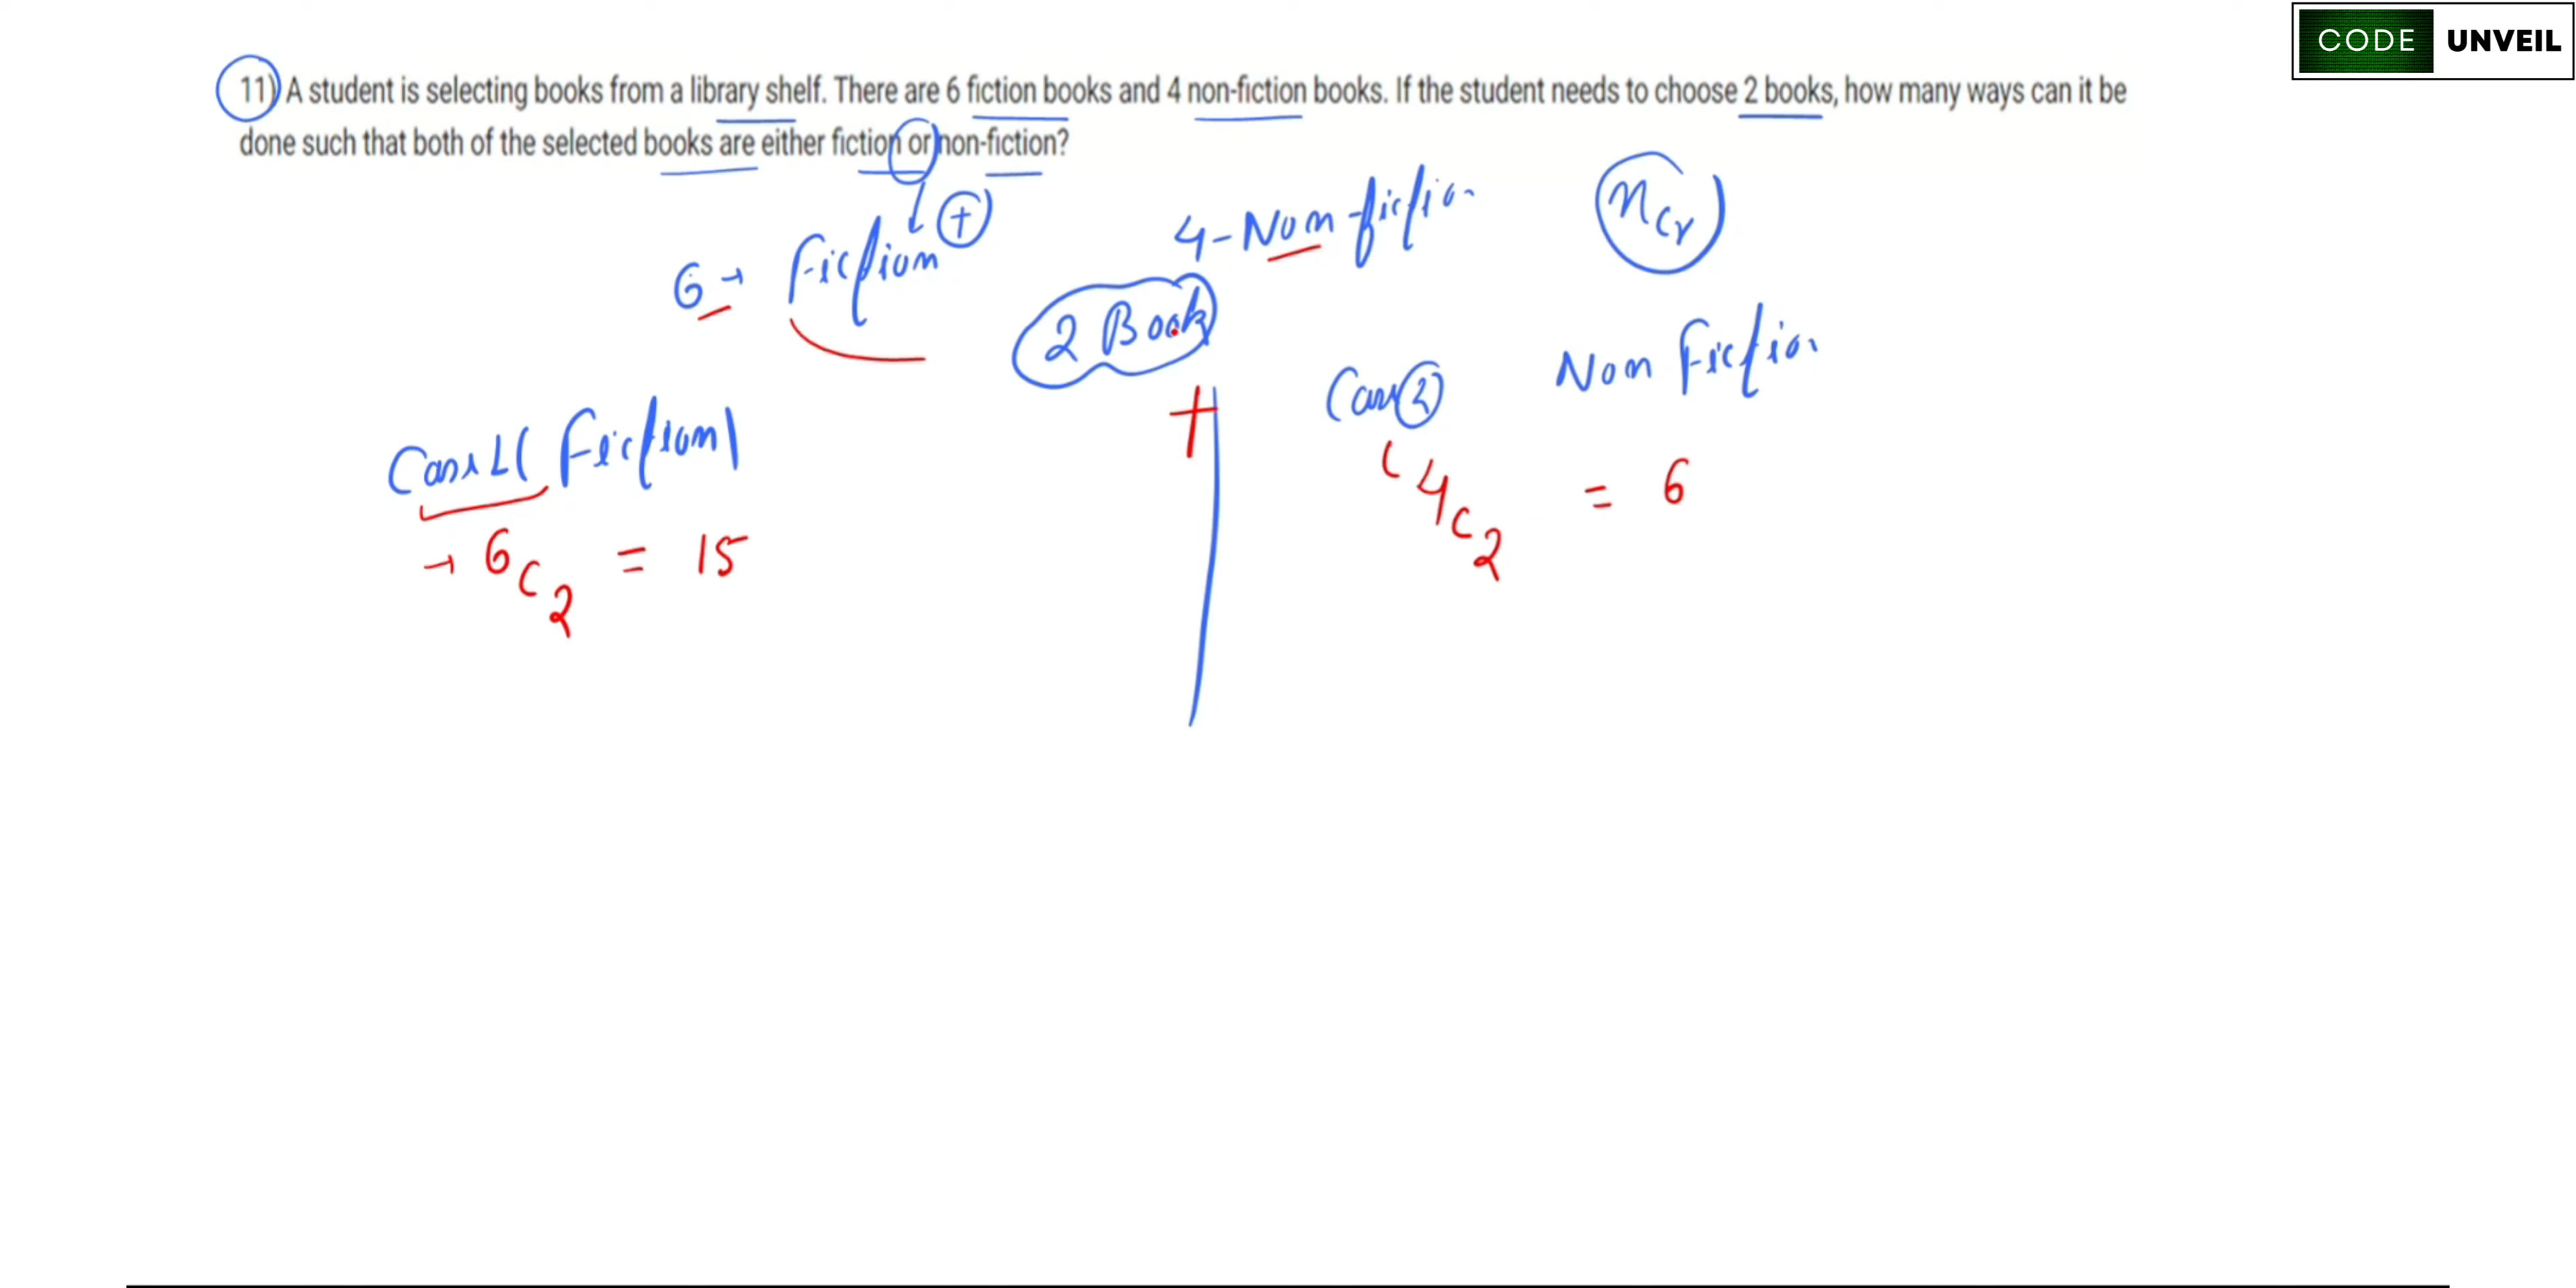 CODE UNVEIL
11) A student is selecting books from a library shelf. There are 6 fiction books and 4 non-fiction books. If the student needs to choose 2 books, how many ways can it be
done such that both of the selected books are either fiction or non-fiction?
+
6 → Fiction
4 - Non fiction
nCr
2 Book
Case 1 (Fiction)
→ 6C2 = 15
+
Case 2 Non Fiction
4C2 = 6